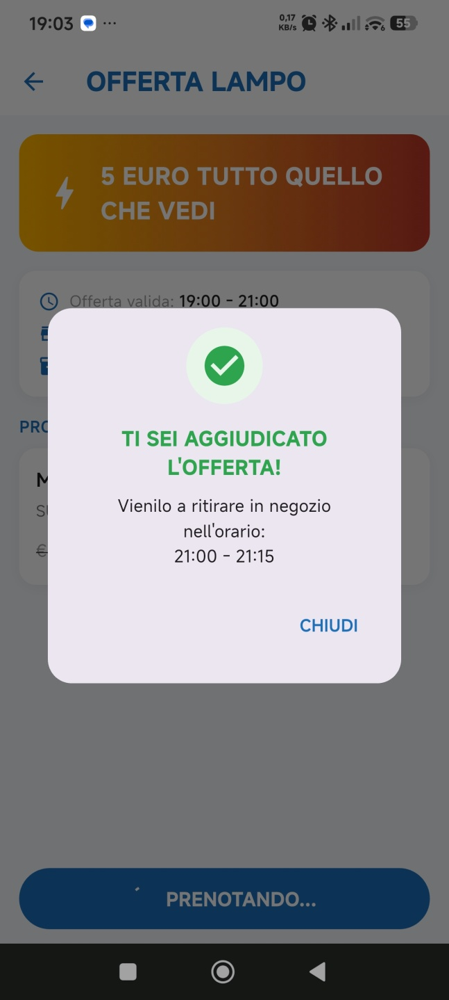 19:03
0,17
KB/s
6
55
OFFERTA LAMPO
5 EURO TUTTO QUELLO
CHE VEDI
Offerta valida: 19:00 - 21:00
PRO
M
€
TI SEI AGGIUDICATO
L'OFFERTA!
Vienilo a ritirare in negozio
nell'orario:
21:00 - 21:15
CHIUDI
PRENOTANDO...